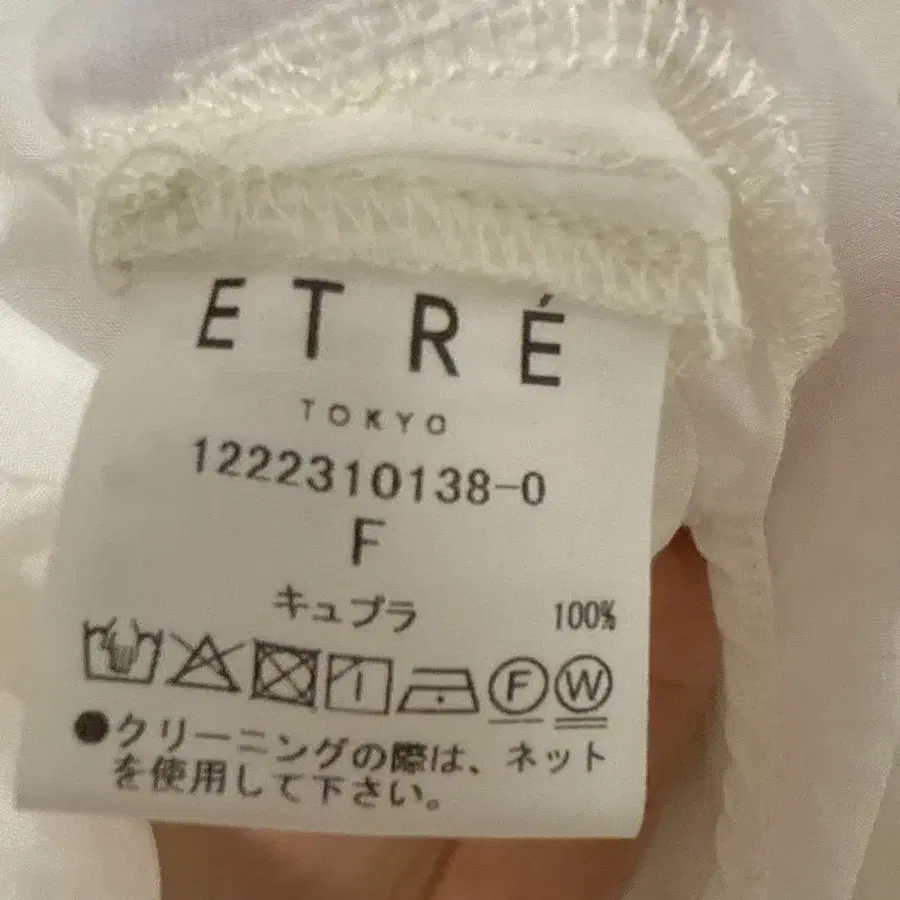 ETRÉ
TOKYO
1222310138-0
F
キュプラ 100%
F W
●クリーニングの際は、ネット
を使用して下さい。